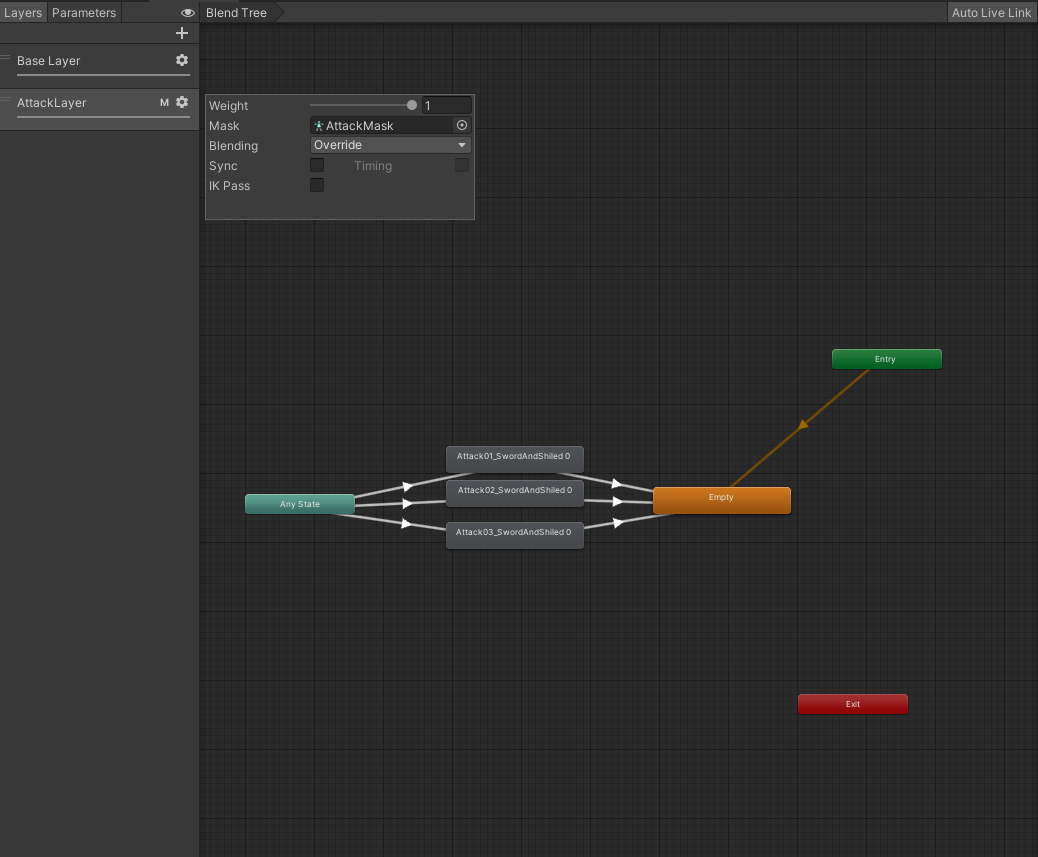 Layers Parameters Blend Tree Auto Live Link
Base Layer
AttackLayer M
Weight 1
Mask AttackMask
Blending Override
Sync Timing
IK Pass
Entry
Attack01_SwordAndShiled 0
Attack02_SwordAndShiled 0
Empty
Any State
Attack03_SwordAndShiled 0
Exit